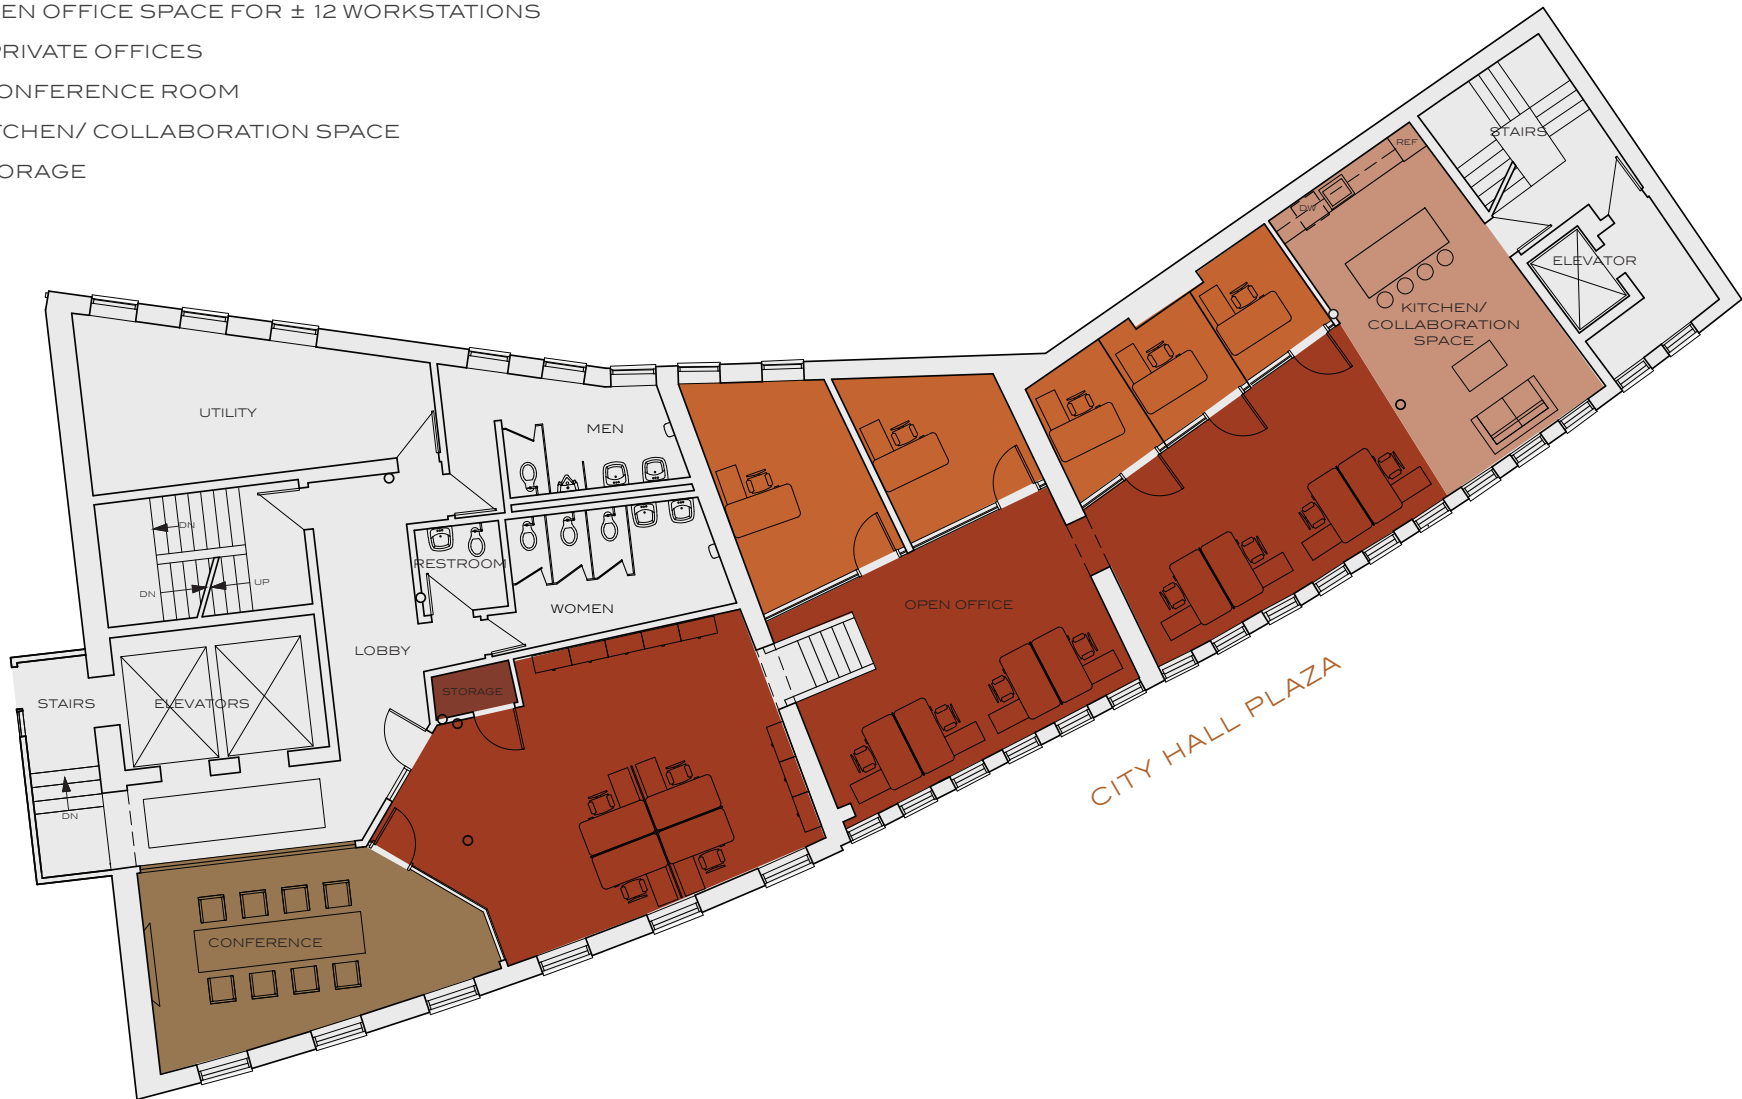 EN OFFICE SPACE FOR ± 12 WORKSTATIONS
PRIVATE OFFICES
ONFERENCE ROOM
TCHEN/ COLLABORATION SPACE
ORAGE
STAIRS
REF
DW
ELEVATOR
KITCHEN/
COLLABORATION
SPACE
UTILITY
MEN
DN
RESTROOM
DN
UP
WOMEN
OPEN OFFICE
LOBBY
STORAGE
STAIRS
ELEVATORS
DN
CITY HALL PLAZA
CONFERENCE